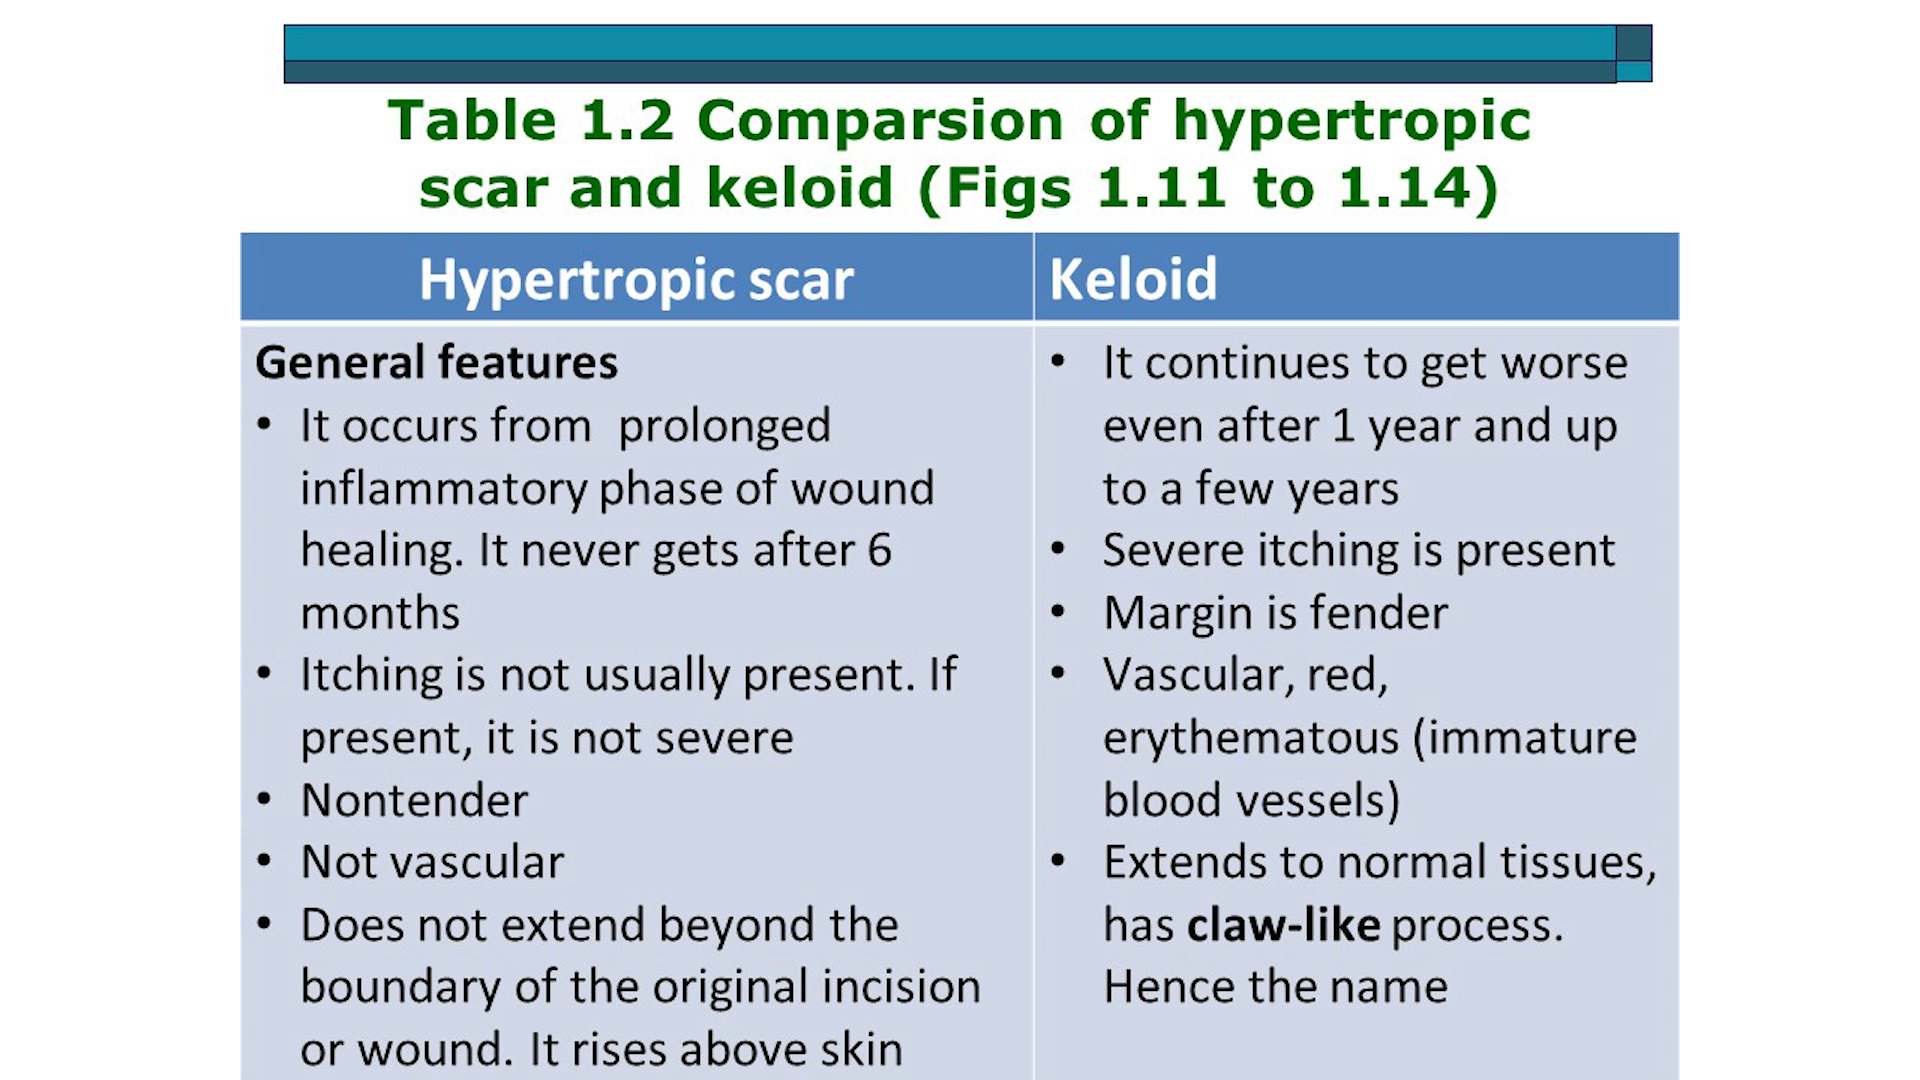 Table 1.2 Comparsion of hypertropic
scar and keloid (Figs 1.11 to 1.14)
Hypertropic scar
Keloid
General features
• It occurs from prolonged
inflammatory phase of wound
healing. It never gets after 6
months
• Itching is not usually present. If
present, it is not severe
• Nontender
• Not vascular
• Does not extend beyond the
boundary of the original incision
or wound. It rises above skin
• It continues to get worse
even after 1 year and up
to a few years
• Severe itching is present
• Margin is fender
• Vascular, red,
erythematous (immature
blood vessels)
• Extends to normal tissues,
has claw-like process.
Hence the name